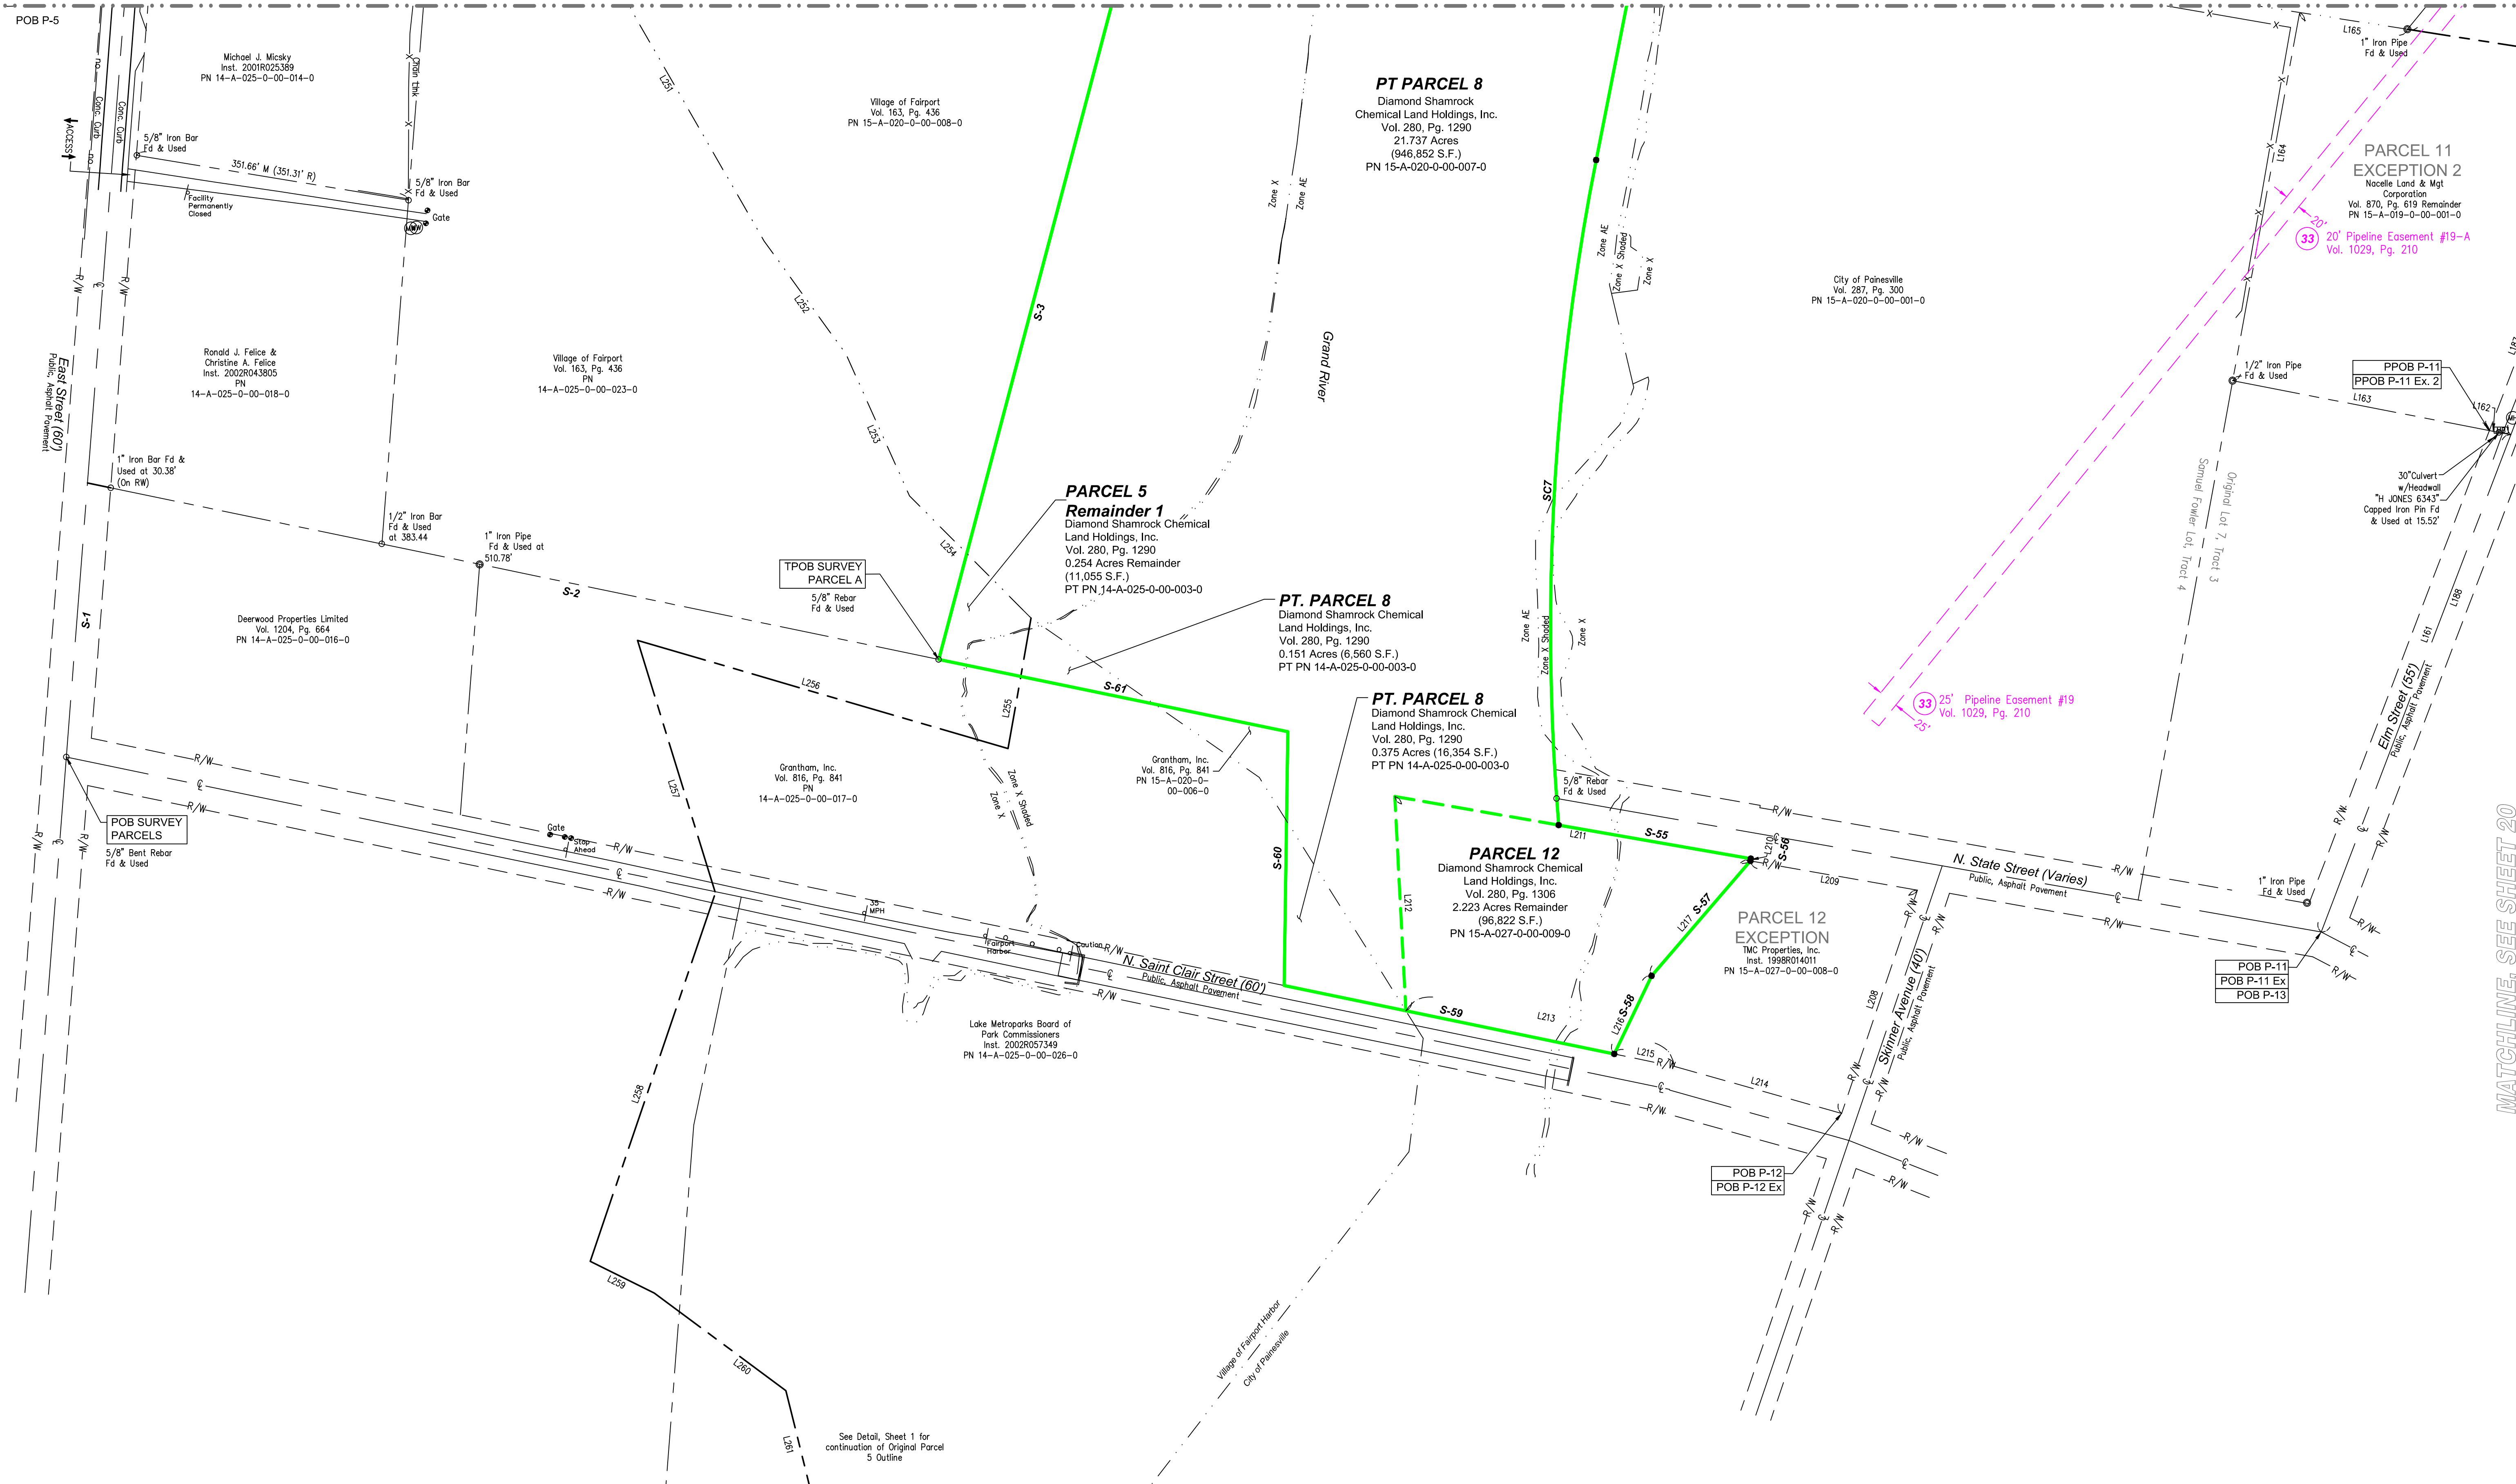 POB P-5
Michael J. Micsky
Inst. 2001R025389
PN 14-A-025-0-00-014-0
Conc. Curb
Conc. Curb
ACCESS
5/8" Iron Bar
Fd & Used
351.66' M (351.31' R)
Facility
Permanently
Closed
5/8" Iron Bar
Fd & Used
Gate
X
X
X
R/W
R/W
East Street (60')
Public, Asphalt Pavement
Ronald J. Felice &
Christine A. Felice
Inst. 2002R043805
PN
14-A-025-0-00-018-0
1" Iron Bar Fd &
Used at 30.38'
(On RW)
S-1
1/2" Iron Bar
Fd & Used
at 383.44
1" Iron Pipe
Fd & Used at
510.78'
S-2
Deerwood Properties Limited
Vol. 1204, Pg. 664
PN 14-A-025-0-00-016-0
POB SURVEY
PARCELS
5/8" Bent Rebar
Fd & Used
R/W
R/W
R/W
R/W
Village of Fairport
Vol. 163, Pg. 436
PN
14-A-025-0-00-023-0
Village of Fairport
Vol. 163, Pg. 436
PN 15-A-020-0-00-008-0
L251
L252
L253
L254
S-3
TPOB SURVEY
PARCEL A
5/8" Rebar
Fd & Used
PARCEL 5
Remainder 1
Diamond Shamrock Chemical
Land Holdings, Inc.
Vol. 280, Pg. 1290
0.254 Acres Remainder
(11,055 S.F.)
PT PN 14-A-025-0-00-003-0
PT. PARCEL 8
Diamond Shamrock Chemical
Land Holdings, Inc.
Vol. 280, Pg. 1290
0.151 Acres (6,560 S.F.)
PT PN 14-A-025-0-00-003-0
PT. PARCEL 8
Diamond Shamrock Chemical
Land Holdings, Inc.
Vol. 280, Pg. 1290
0.375 Acres (16,354 S.F.)
PT PN 14-A-025-0-00-003-0
PT PARCEL 8
Diamond Shamrock
Chemical Land Holdings, Inc.
Vol. 280, Pg. 1290
21.737 Acres
(946,852 S.F.)
PN 15-A-020-0-00-007-0
Zone X
Zone AE
Grand River
Zone AE
Zone X Shaded
Zone X
SC7
Zone AE
Zone X Shaded
Zone X
City of Painesville
Vol. 287, Pg. 300
PN 15-A-020-0-00-001-0
L165
1" Iron Pipe
Fd & Used
L164
PARCEL 11
EXCEPTION 2
Nacelle Land & Mgt
Corporation
Vol. 870, Pg. 619 Remainder
PN 15-A-019-0-00-001-0
20'
33
20' Pipeline Easement #19-A
Vol. 1029, Pg. 210
1/2" Iron Pipe
Fd & Used
L163
PPOB P-11
PPOB P-11 Ex. 2
L162
L187
30"Culvert
w/Headwall
"H JONES 6343"
Capped Iron Pin Fd
& Used at 15.52'
Original Lot 7, Tract 3
Samuel Fowler Lot, Tract 4
L188
L161
Elm Street (55')
Public, Asphalt Pavement
33
25' Pipeline Easement #19
Vol. 1029, Pg. 210
25'
L256
L255
L257
S-61
Grantham, Inc.
Vol. 816, Pg. 841
PN
14-A-025-0-00-017-0
Zone X Shaded
Zone X
Grantham, Inc.
Vol. 816, Pg. 841
PN 15-A-020-0-
00-006-0
S-60
5/8" Rebar
Fd & Used
L211
S-55
L210
S-56
L212
PARCEL 12
Diamond Shamrock Chemical
Land Holdings, Inc.
Vol. 280, Pg. 1306
2.223 Acres Remainder
(96,822 S.F.)
PN 15-A-027-0-00-009-0
L217
S-57
L209
PARCEL 12
EXCEPTION
TMC Properties, Inc.
Inst. 1998R014011
PN 15-A-027-0-00-008-0
N. State Street (Varies)
Public, Asphalt Pavement
1" Iron Pipe
Fd & Used
POB P-11
POB P-11 Ex
POB P-13
MATCHLINE. SEE SHEET 20
Gate
Stop
Ahead
35
MPH
Fairport
Harbor
Caution
N. Saint Clair Street (60')
Public, Asphalt Pavement
S-59
L213
L216
S-58
L215
L214
L208
Skinner Avenue (40')
Public, Asphalt Pavement
POB P-12
POB P-12 Ex
Lake Metroparks Board of
Park Commissioners
Inst. 2002R057349
PN 14-A-025-0-00-026-0
L258
L259
L260
L261
See Detail, Sheet 1 for
continuation of Original Parcel
5 Outline
Village of Fairport Harbor
City of Painesville